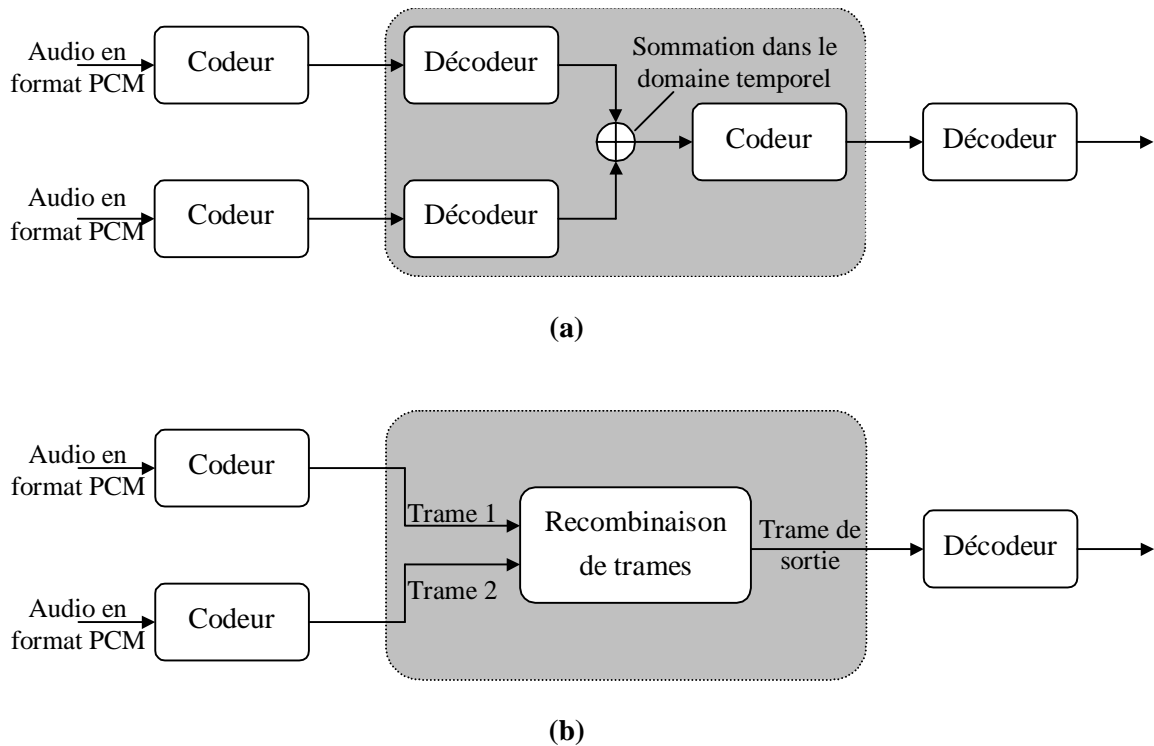 Audio en
format PCM
Codeur
Décodeur
Sommation dans le
domaine temporel
Codeur
Décodeur
Audio en
format PCM
Codeur
Décodeur
(a)
Audio en
format PCM
Codeur
Trame 1
Recombinaison
de trames
Trame de
sortie
Décodeur
Trame 2
Audio en
format PCM
Codeur
(b)